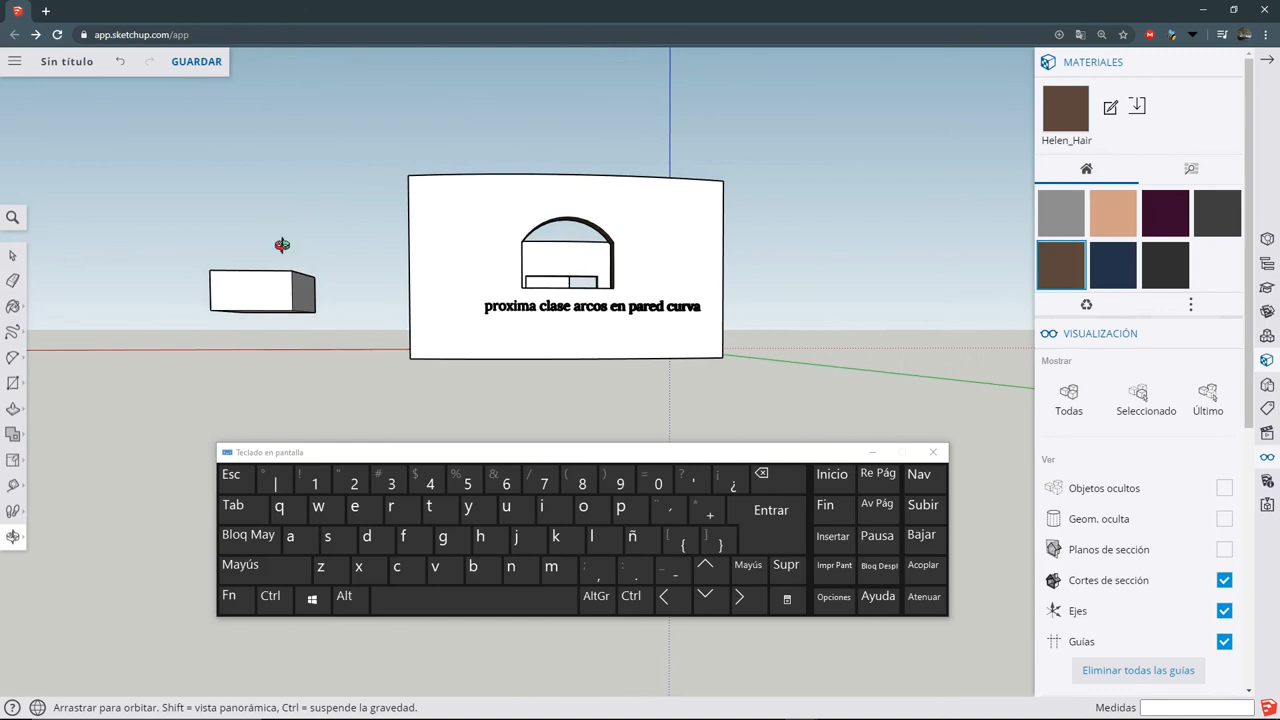 app.sketchup.com/app
Sin título
GUARDAR
MATERIALES
Helen_Hair
proxima clase arcos en pared curva
VISUALIZACIÓN
Mostrar
Todas
Seleccionado
Último
Ver
Objetos ocultos
Geom. oculta
Planos de sección
Cortes de sección
Ejes
Guías
Eliminar todas las guías
Teclado en pantalla
Esc ° | ! 1 " 2 # 3 $ 4 % 5 & 6 / 7 ( 8 ) 9 = 0 ? ' ¡ ¿ Inicio Re Pág Nav
Tab q w e r t y u i o p ¨ ´ * + Entrar Fin Av Pág Subir
Bloq May a s d f g h j k l ñ [ { ] } Insertar Pausa Bajar
Mayús z x c v b n m ; , : . _ - Mayús Supr Impr Pant Bloq Despl Acoplar
Fn Ctrl Alt AltGr Ctrl Opciones Ayuda Atenuar
Arrastrar para orbitar. Shift = vista panorámica, Ctrl = suspende la gravedad.
Medidas